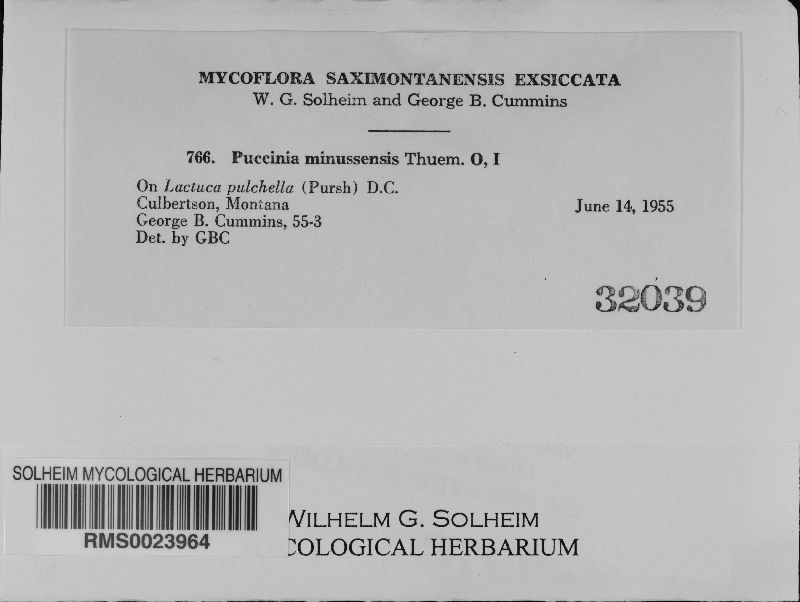 MYCOFLORA SAXIMONTANENSIS EXSICCATA
W. G. Solheim and George B. Cummins
766. Puccinia minussensis Thuem. O, I
On Lactuca pulchella (Pursh) D.C.
Culbertson, Montana June 14, 1955
George B. Cummins, 55-3
Det. by GBC
32039
SOLHEIM MYCOLOGICAL HERBARIUM
RMS0023964
WILHELM G. SOLHEIM
COLOGICAL HERBARIUM